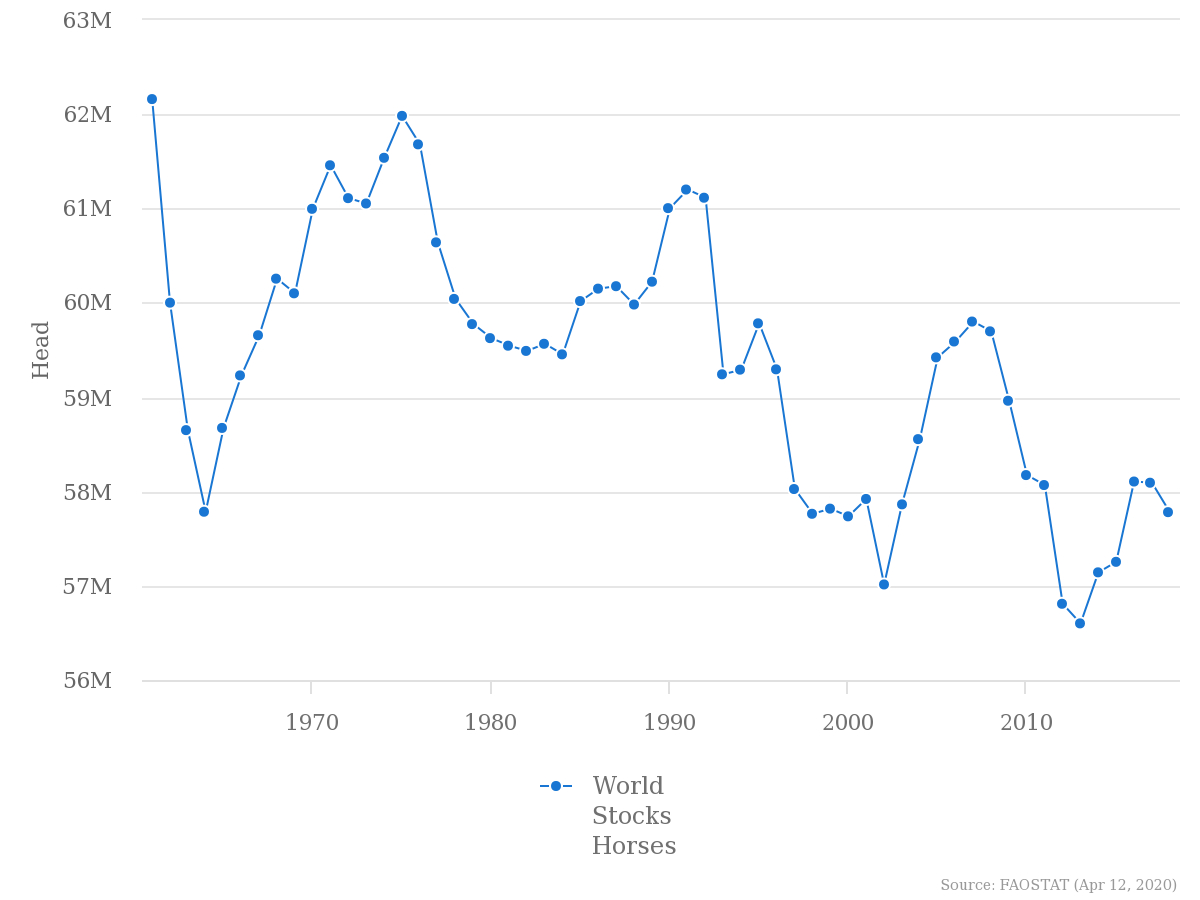 63M
62M
61M
60M
59M
58M
57M
56M
Head
1970 1980 1990 2000 2010
World
Stocks
Horses
Source: FAOSTAT (Apr 12, 2020)